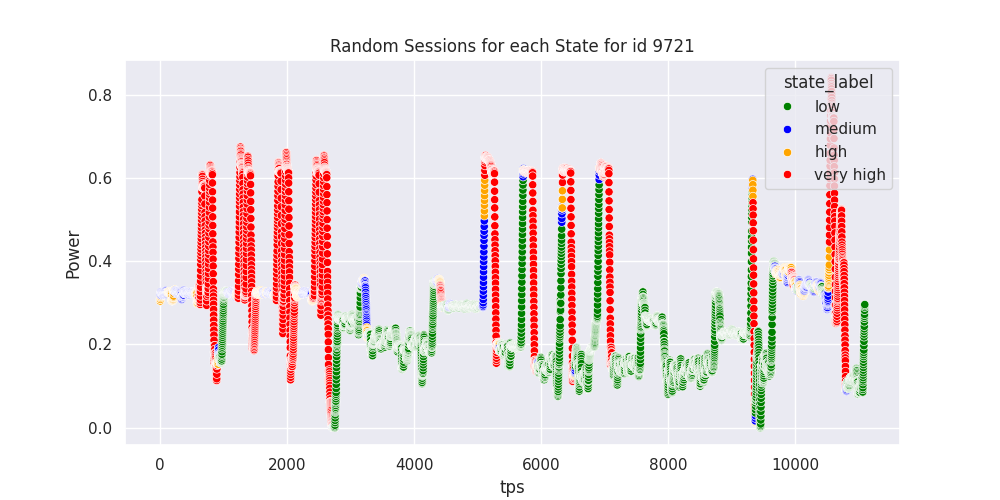 Random Sessions for each State for id 9721
state_label
low
medium
high
very high
Power
0.8
0.6
0.4
0.2
0.0
0
2000
4000
6000
8000
10000
tps